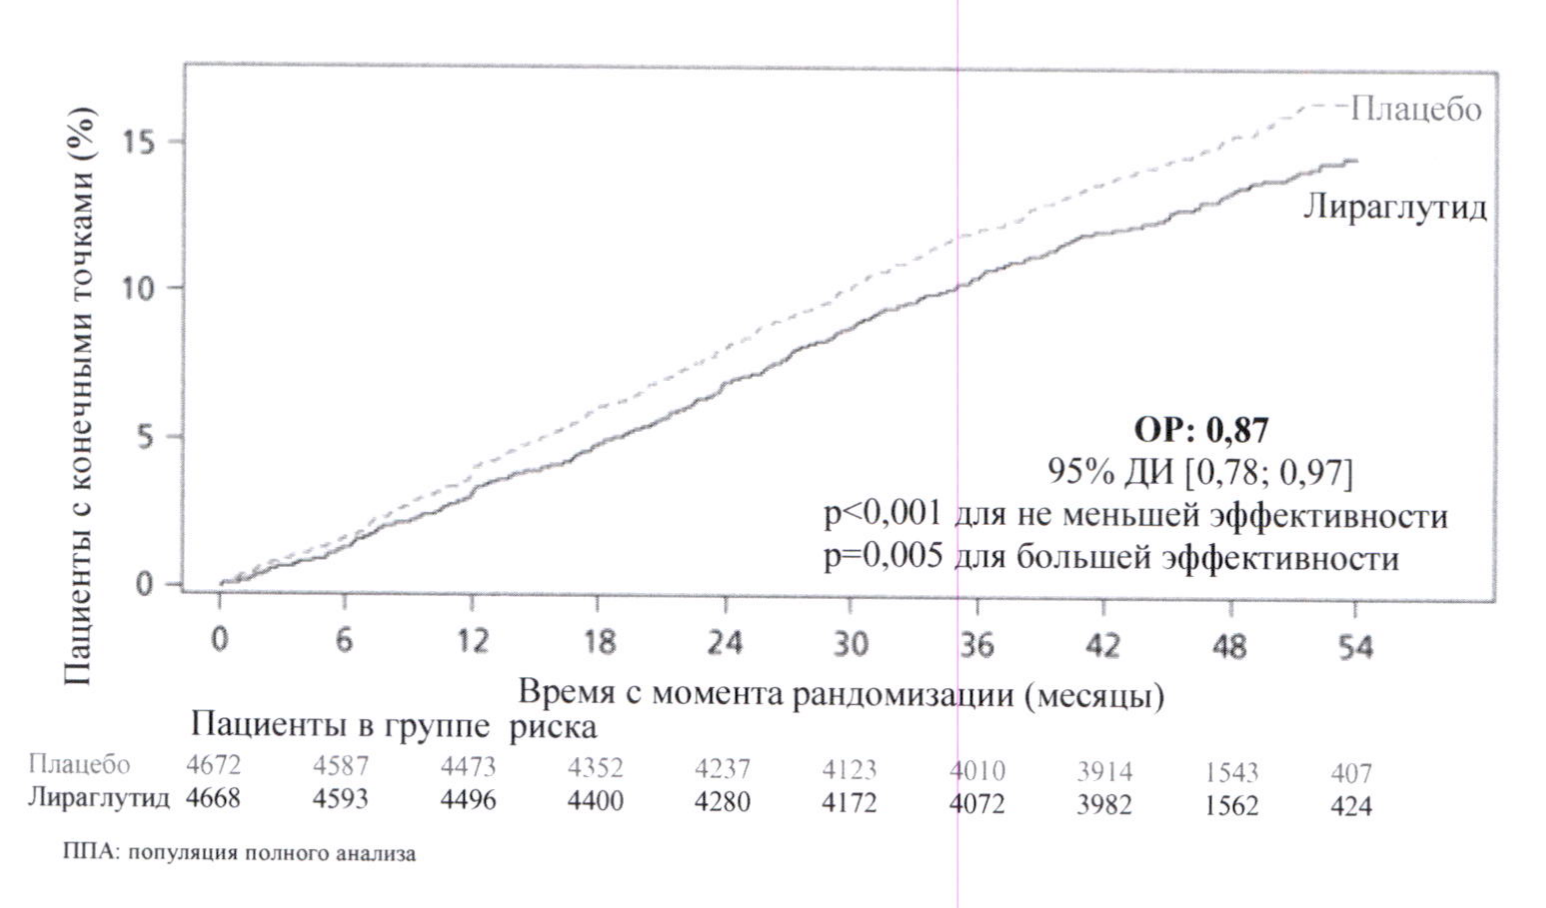 Пациенты с конечными точками (%)
15
10
5
0
Плацебо
Лираглутид
ОР: 0,87
95% ДИ [0,78; 0,97]
p<0,001 для не меньшей эффективности
p=0,005 для большей эффективности
0 6 12 18 24 30 36 42 48 54
Время с момента рандомизации (месяцы)
Пациенты в группе риска
Плацебо 4672 4587 4473 4352 4237 4123 4010 3914 1543 407
Лираглутид 4668 4593 4496 4400 4280 4172 4072 3982 1562 424
ППА: популяция полного анализа